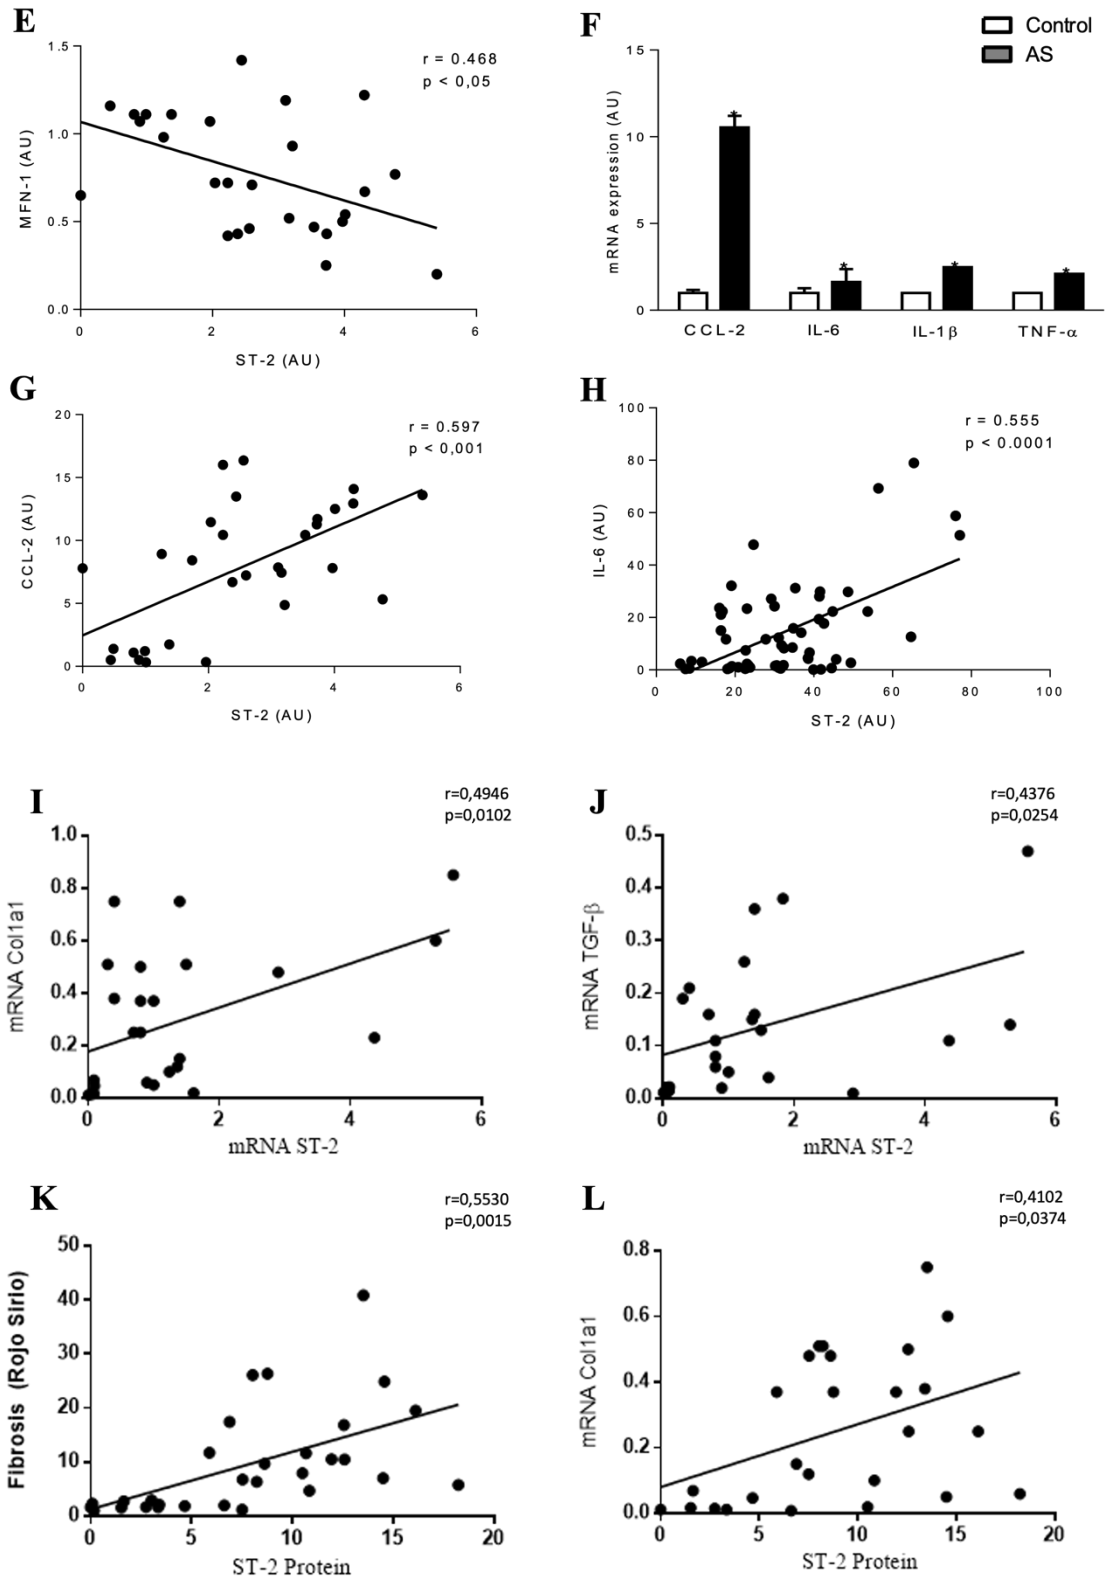 E
r = 0.468
p < 0,05
MFN-1 (AU)
1.5
1.0
0.5
0.0
0 2 4 6
ST-2 (AU)
F
Control
AS
mRNA expression (AU)
15
10
5
0
* * * *
CCL-2 IL-6 IL-1β TNF-α
G
r = 0.597
p < 0,001
CCL-2 (AU)
20
15
10
5
0
0 2 4 6
ST-2 (AU)
H
r = 0.555
p < 0.0001
IL-6 (AU)
100
80
60
40
20
0
0 20 40 60 80 100
ST-2 (AU)
I
r=0,4946
p=0,0102
mRNA Col1a1
1.0
0.8
0.6
0.4
0.2
0.0
0 2 4 6
mRNA ST-2
J
r=0,4376
p=0,0254
mRNA TGF-β
0.5
0.4
0.3
0.2
0.1
0.0
0 2 4 6
mRNA ST-2
K
r=0,5530
p=0,0015
Fibrosis (Rojo Sirio)
50
40
30
20
10
0
0 5 10 15 20
ST-2 Protein
L
r=0,4102
p=0,0374
mRNA Col1a1
0.8
0.6
0.4
0.2
0.0
0 5 10 15 20
ST-2 Protein